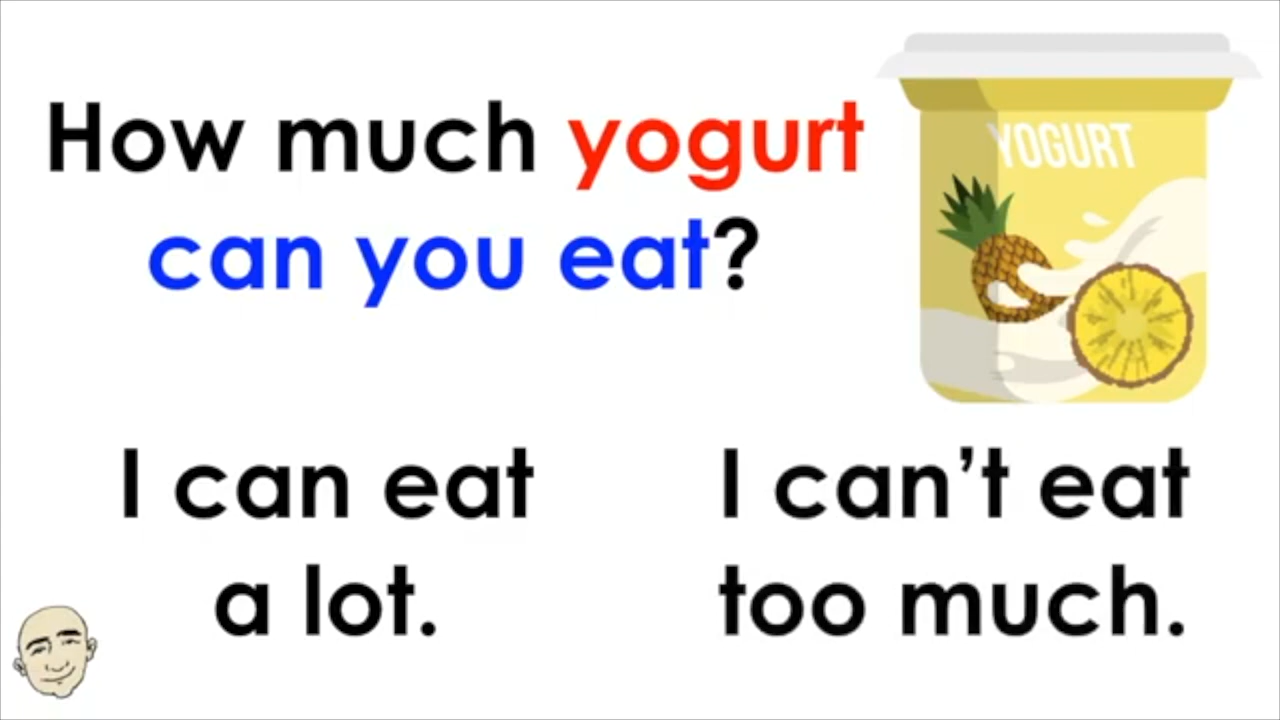 How much yogurt
can you eat?
YOGURT
I can eat
a lot.
I can't eat
too much.